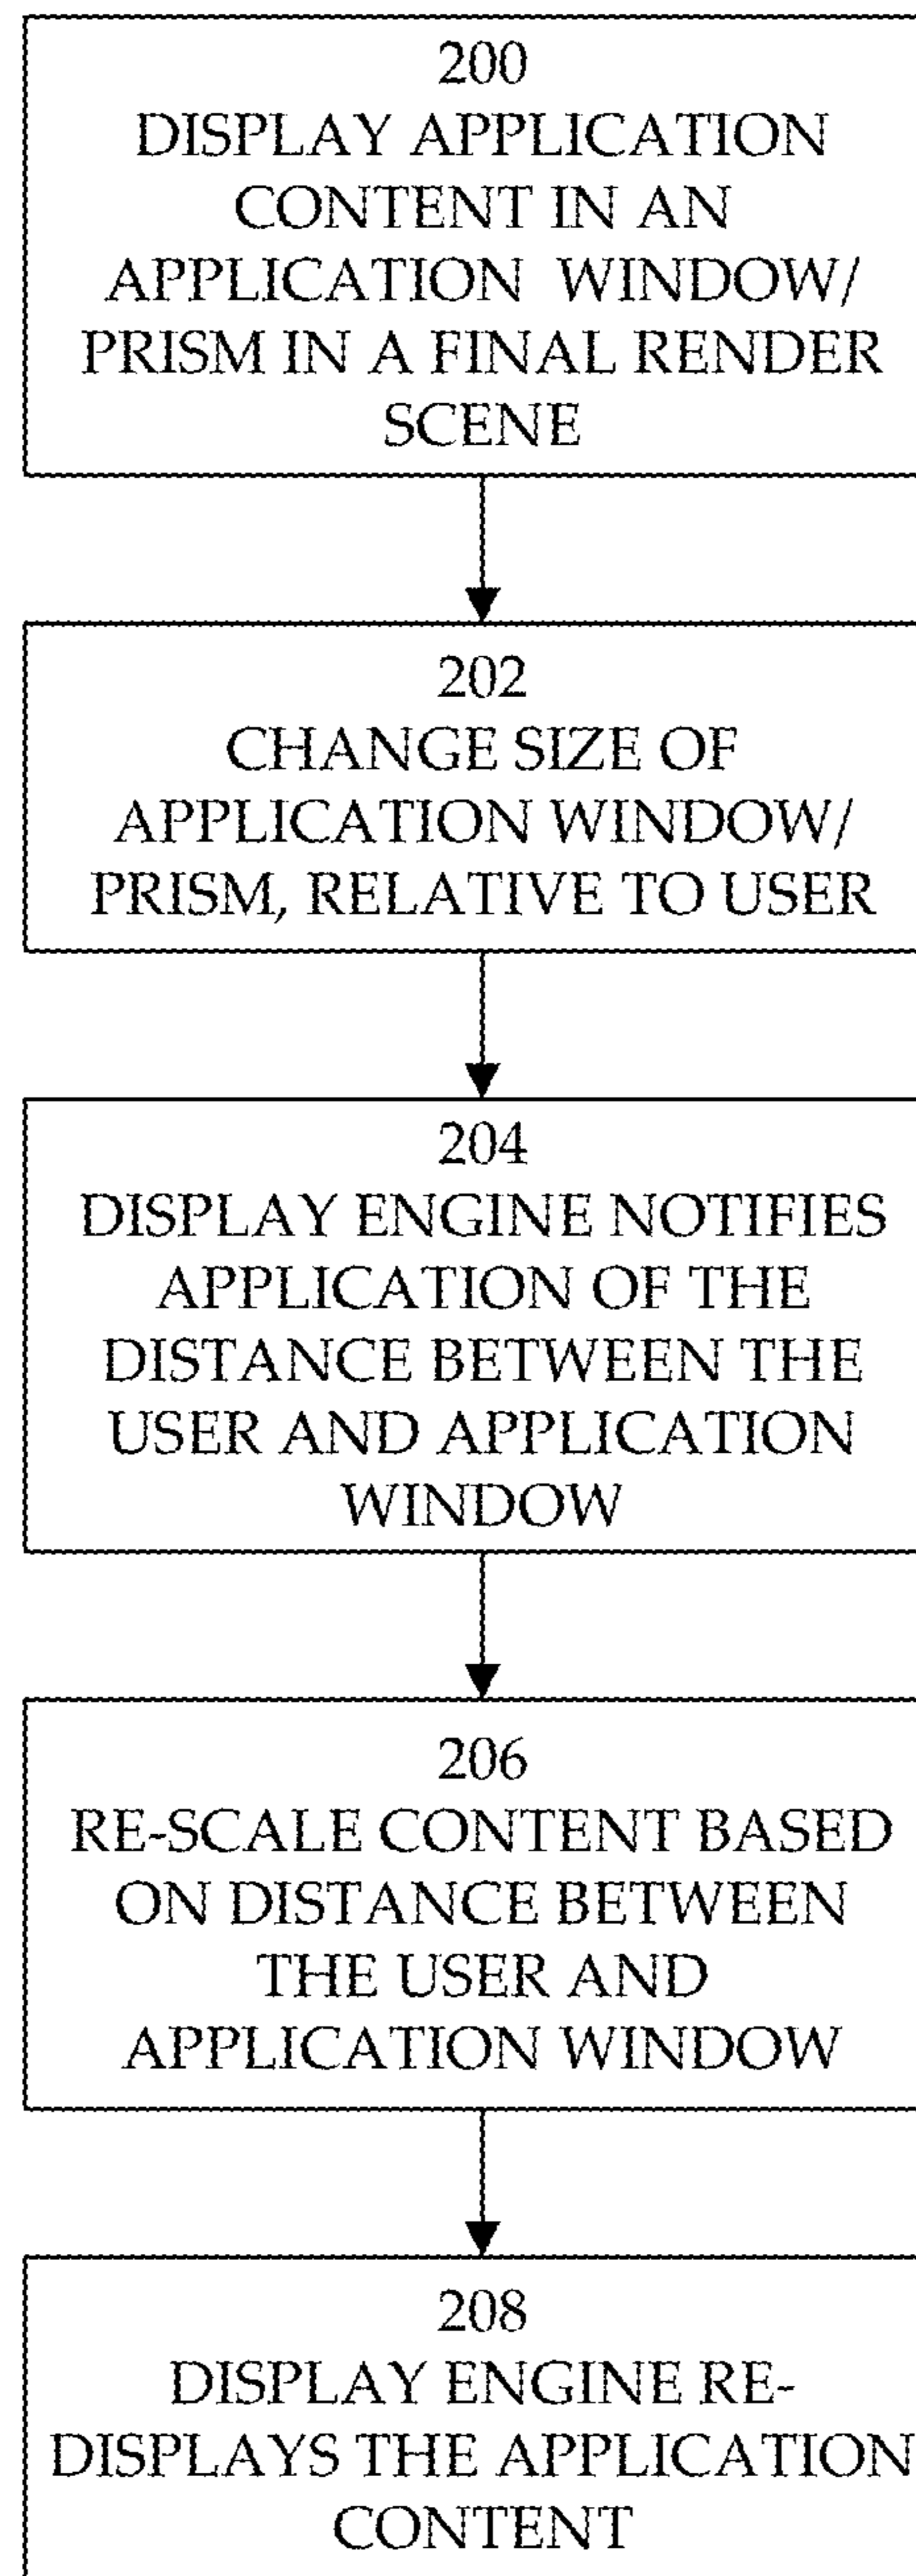 200
DISPLAY APPLICATION
CONTENT IN AN
APPLICATION WINDOW/
PRISM IN A FINAL RENDER
SCENE
202
CHANGE SIZE OF
APPLICATION WINDOW/
PRISM, RELATIVE TO USER
204
DISPLAY ENGINE NOTIFIES
APPLICATION OF THE
DISTANCE BETWEEN THE
USER AND APPLICATION
WINDOW
206
RE-SCALE CONTENT BASED
ON DISTANCE BETWEEN
THE USER AND
APPLICATION WINDOW
208
DISPLAY ENGINE RE-
DISPLAYS THE APPLICATION
CONTENT